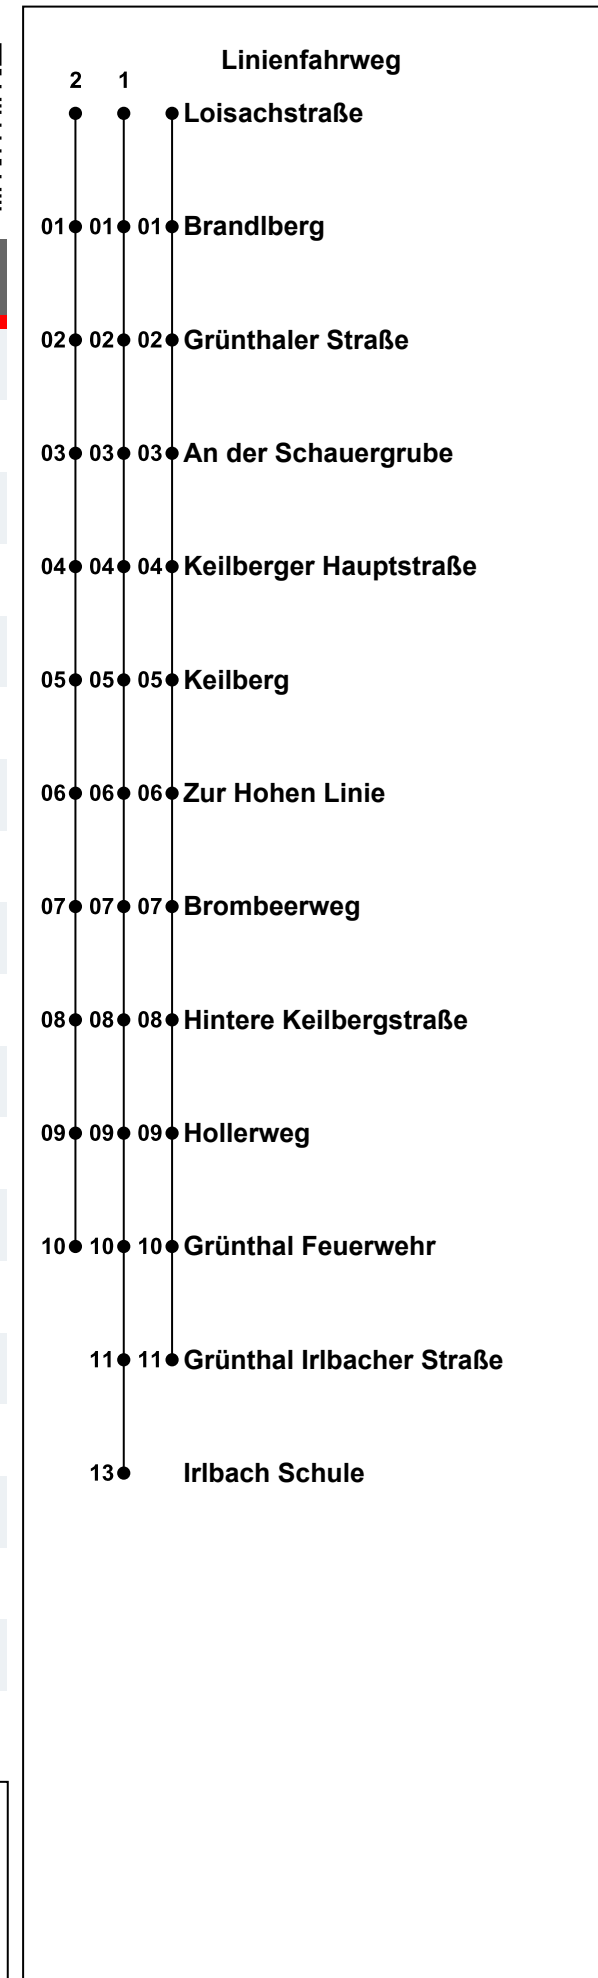 Linienfahrweg
2 1
Loisachstraße
01 01 01 Brandlberg
02 02 02 Grünthaler Straße
03 03 03 An der Schauergrube
04 04 04 Keilberger Hauptstraße
05 05 05 Keilberg
06 06 06 Zur Hohen Linie
07 07 07 Brombeerweg
08 08 08 Hintere Keilbergstraße
09 09 09 Hollerweg
10 10 10 Grünthal Feuerwehr
11 11 Grünthal Irlbacher Straße
13 Irlbach Schule